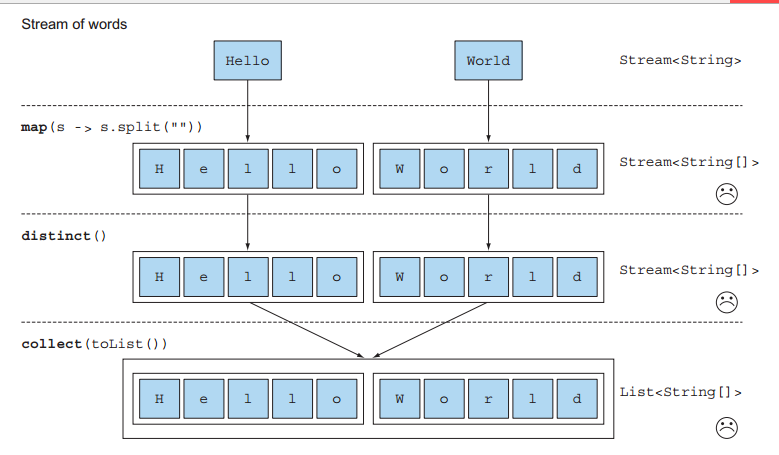 Stream of words
Hello World Stream<String>
map(s -> s.split(""))
H e l l o W o r l d Stream<String[]>
distinct()
H e l l o W o r l d Stream<String[]>
collect(toList())
H e l l o W o r l d List<String[]>